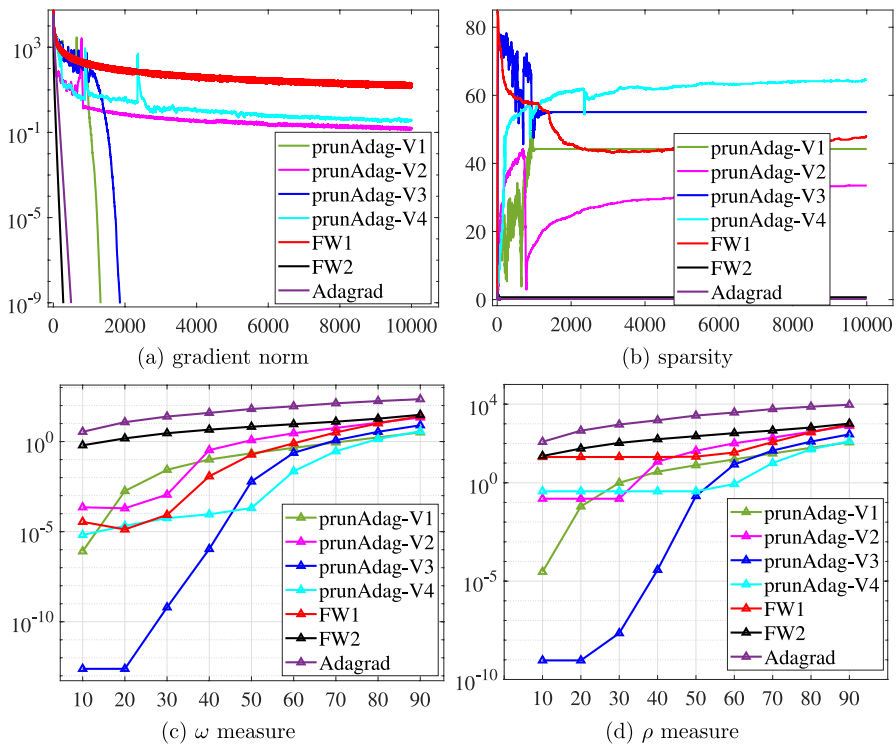 10^3
10^-1
10^-5
10^-9
0 2000 4000 6000 8000 10000
prunAdag-V1
prunAdag-V2
prunAdag-V3
prunAdag-V4
FW1
FW2
Adagrad
(a) gradient norm
80
60
40
20
0
0 2000 4000 6000 8000 10000
prunAdag-V1
prunAdag-V2
prunAdag-V3
prunAdag-V4
FW1
FW2
Adagrad
(b) sparsity
10^0
10^-5
10^-10
10 20 30 40 50 60 70 80 90
prunAdag-V1
prunAdag-V2
prunAdag-V3
prunAdag-V4
FW1
FW2
Adagrad
(c) ω measure
10^4
10^0
10^-5
10^-10
10 20 30 40 50 60 70 80 90
prunAdag-V1
prunAdag-V2
prunAdag-V3
prunAdag-V4
FW1
FW2
Adagrad
(d) ρ measure